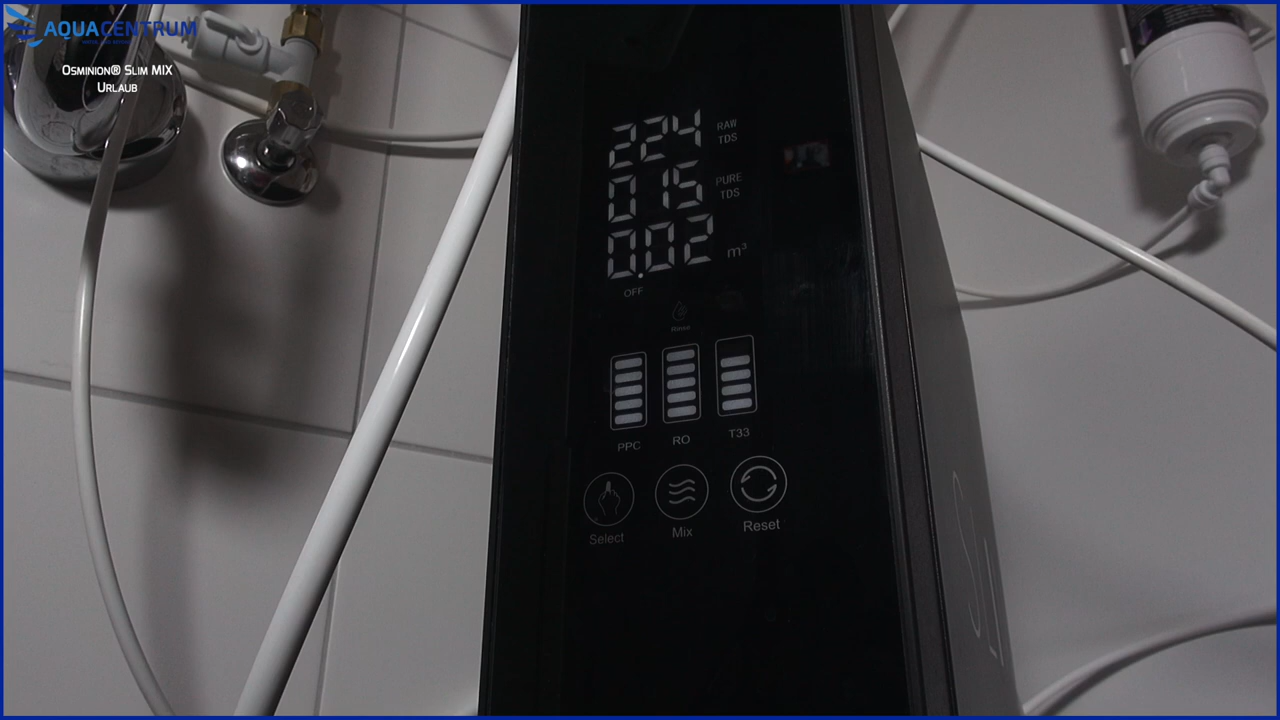 AQUACENTRUM
OSMINION® SLIM MIX
URLAUB
224 RAW TDS
015 PURE TDS
0.02 m³
OFF
Rinse
PPC RO T33
Select Mix Reset